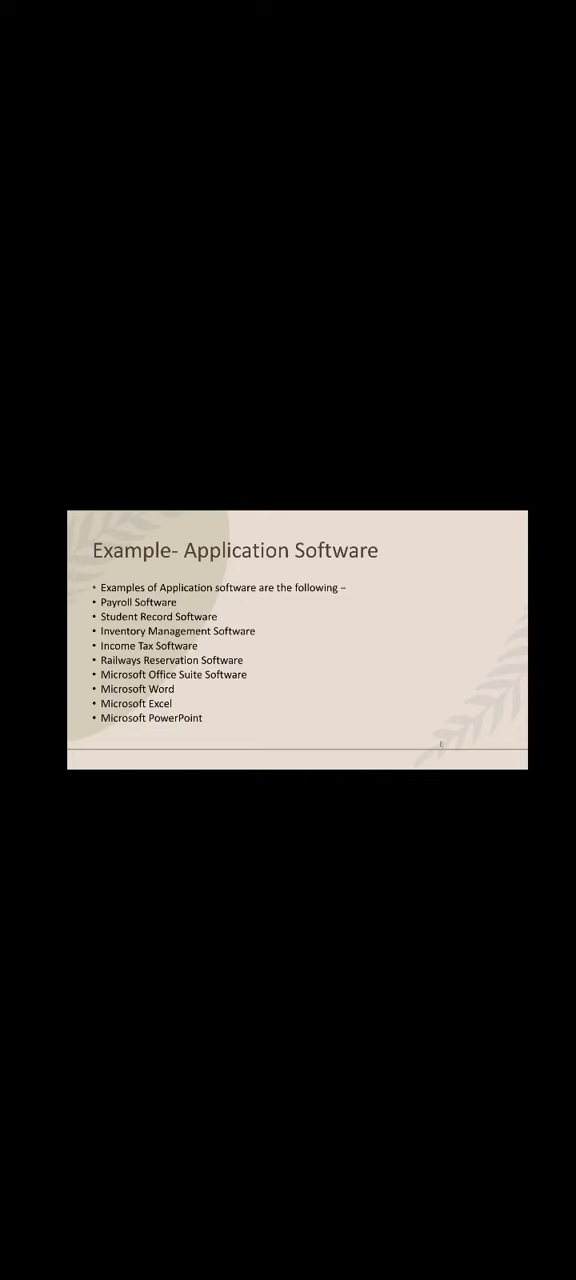 Example- Application Software
• Examples of Application software are the following –
• Payroll Software
• Student Record Software
• Inventory Management Software
• Income Tax Software
• Railways Reservation Software
• Microsoft Office Suite Software
• Microsoft Word
• Microsoft Excel
• Microsoft PowerPoint